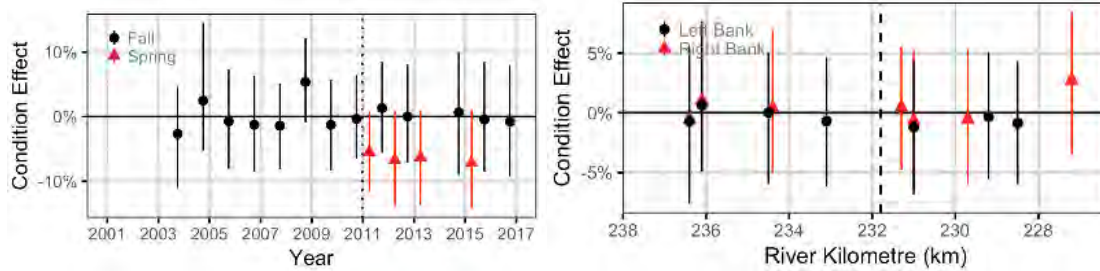 Condition Effect
10%
0%
-10%
Fall
Spring
2001 2003 2005 2007 2009 2011 2013 2015 2017
Year
Condition Effect
5%
0%
-5%
Left Bank
Right Bank
238 236 234 232 230 228
River Kilometre (km)